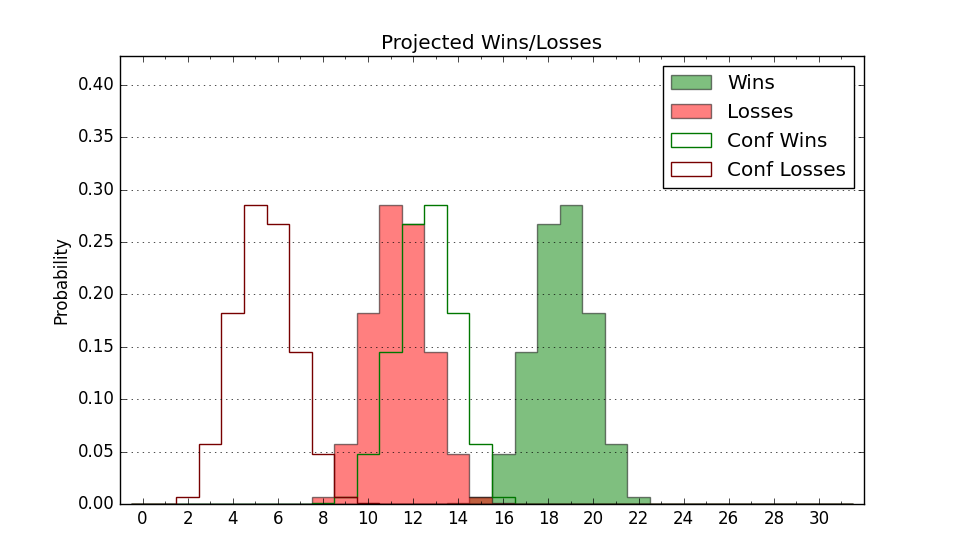 Projected Wins/Losses
Wins
Losses
Conf Wins
Conf Losses
Probability
0.40
0.35
0.30
0.25
0.20
0.15
0.10
0.05
0.00
0 2 4 6 8 10 12 14 16 18 20 22 24 26 28 30